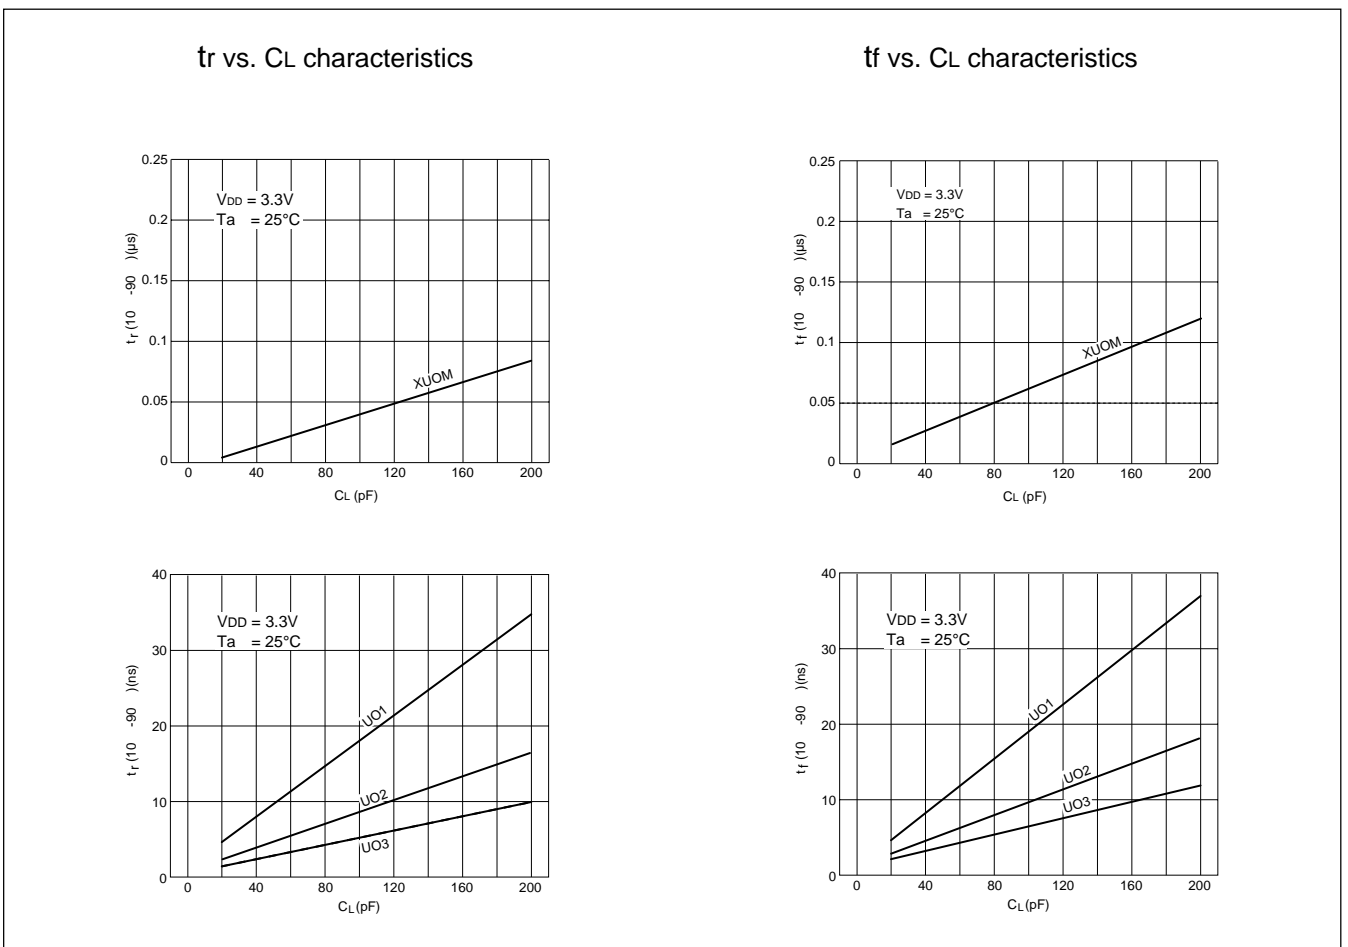 tr vs. CL characteristics
tf vs. CL characteristics
0.25
0.2
0.15
0.1
0.05
0
tr (10 -90 )(µs)
VDD = 3.3V
Ta = 25°C
XUOM
0 40 80 120 160 200
CL (pF)
0.25
0.2
0.15
0.1
0.05
0
tf (10 -90 )(µs)
VDD = 3.3V
Ta = 25°C
XUOM
0 40 80 120 160 200
CL (pF)
40
30
20
10
0
tr (10 -90 )(ns)
VDD = 3.3V
Ta = 25°C
UO1
UO2
UO3
0 40 80 120 160 200
CL (pF)
40
30
20
10
0
tf (10 -90 )(ns)
VDD = 3.3V
Ta = 25°C
UO1
UO2
UO3
0 40 80 120 160 200
CL (pF)